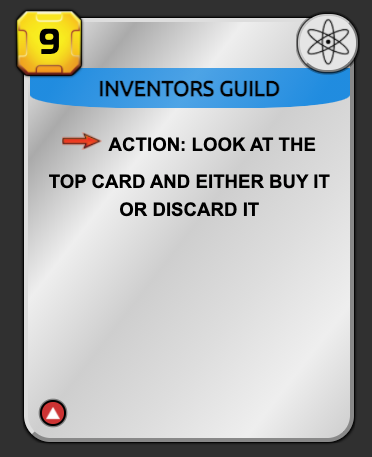 9
INVENTORS GUILD
ACTION: LOOK AT THE
TOP CARD AND EITHER BUY IT
OR DISCARD IT